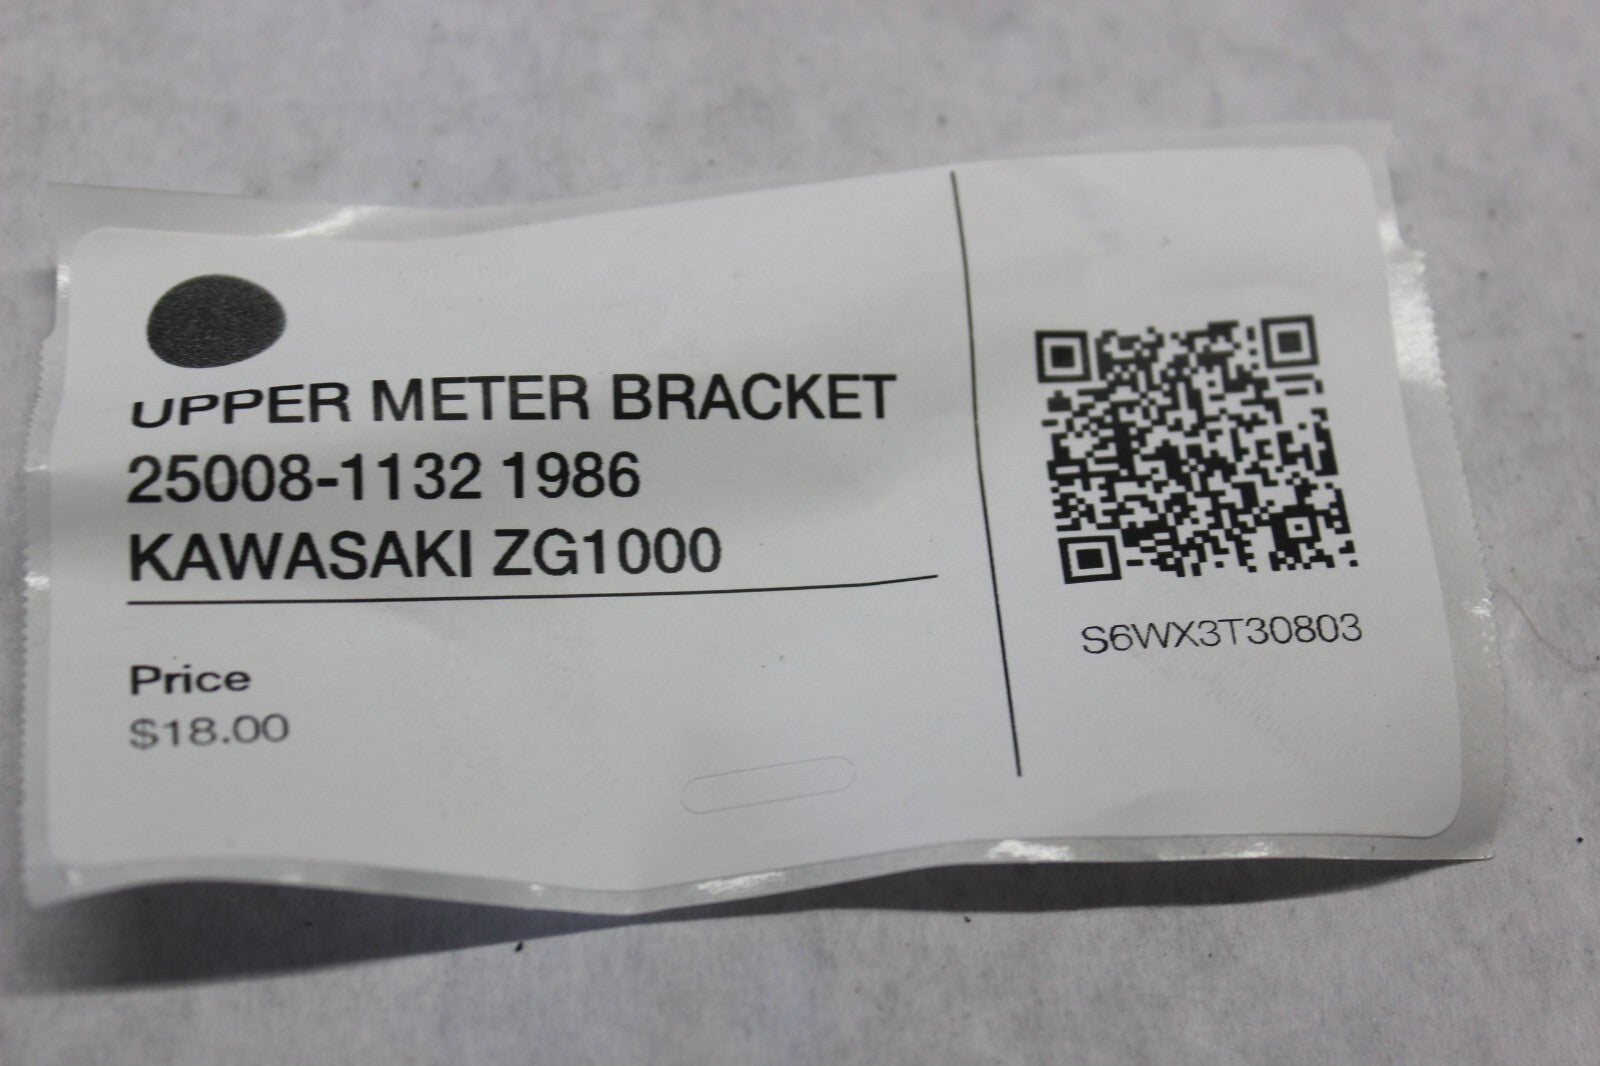 UPPER METER BRACKET
25008-1132 1986
KAWASAKI ZG1000
Price
$18.00
S6WX3T30803